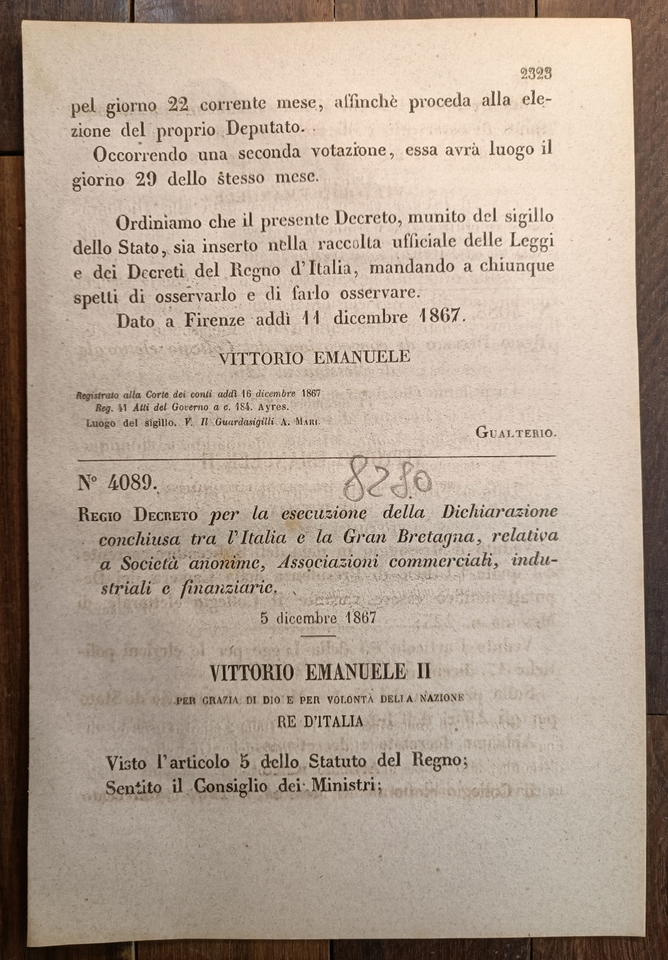 2323
pel giorno 22 corrente mese, affinchè proceda alla ele-
zione del proprio Deputato.
Occorrendo una seconda votazione, essa avrà luogo il
giorno 29 dello stesso mese.
Ordiniamo che il presente Decreto, munito del sigillo
dello Stato, sia inserto nella raccolta ufficiale delle Leggi
e dei Decreti del Regno d'Italia, mandando a chiunque
spetti di osservarlo e di farlo osservare.
Dato a Firenze addì 11 dicembre 1867.
VITTORIO EMANUELE
Registrato alla Corte dei conti addì 16 dicembre 1867
Reg. 41 Atti del Governo a c. 184. Ayres.
Luogo del sigillo. V. Il Guardasigilli A. MARI.
GUALTERIO.
N° 4089.
8230
REGIO DECRETO per la esecuzione della Dichiarazione
conchiusa tra l'Italia e la Gran Bretagna, relativa
a Società anonime, Associazioni commerciali, indu-
striali e finanziarie.
5 dicembre 1867
VITTORIO EMANUELE II
PER GRAZIA DI DIO E PER VOLONTÀ DELLA NAZIONE
RE D'ITALIA
Visto l'articolo 5 dello Statuto del Regno;
Sentito il Consiglio dei Ministri;